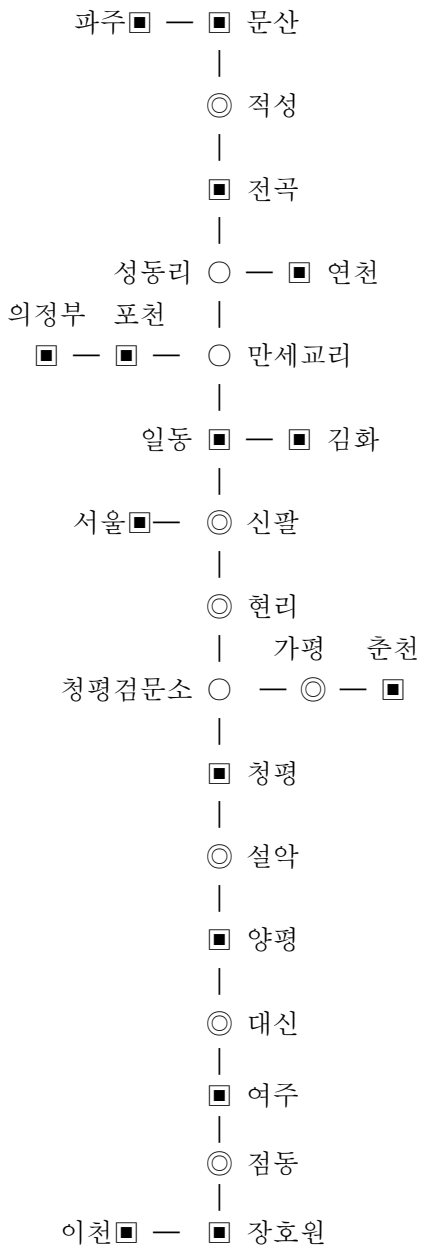 파주▣ ― ▣ 문산
|
◎ 적성
|
▣ 전곡
|
성동리 ○ ― ▣ 연천
의정부 포천 |
▣ ― ▣ ― ○ 만세교리
|
일동 ▣ ― ▣ 김화
|
서울▣― ◎ 신팔
|
◎ 현리
| 가평 춘천
청평검문소 ○ ― ◎ ― ▣
|
▣ 청평
|
◎ 설악
|
▣ 양평
|
◎ 대신
|
▣ 여주
|
◎ 점동
|
이천▣ ― ▣ 장호원